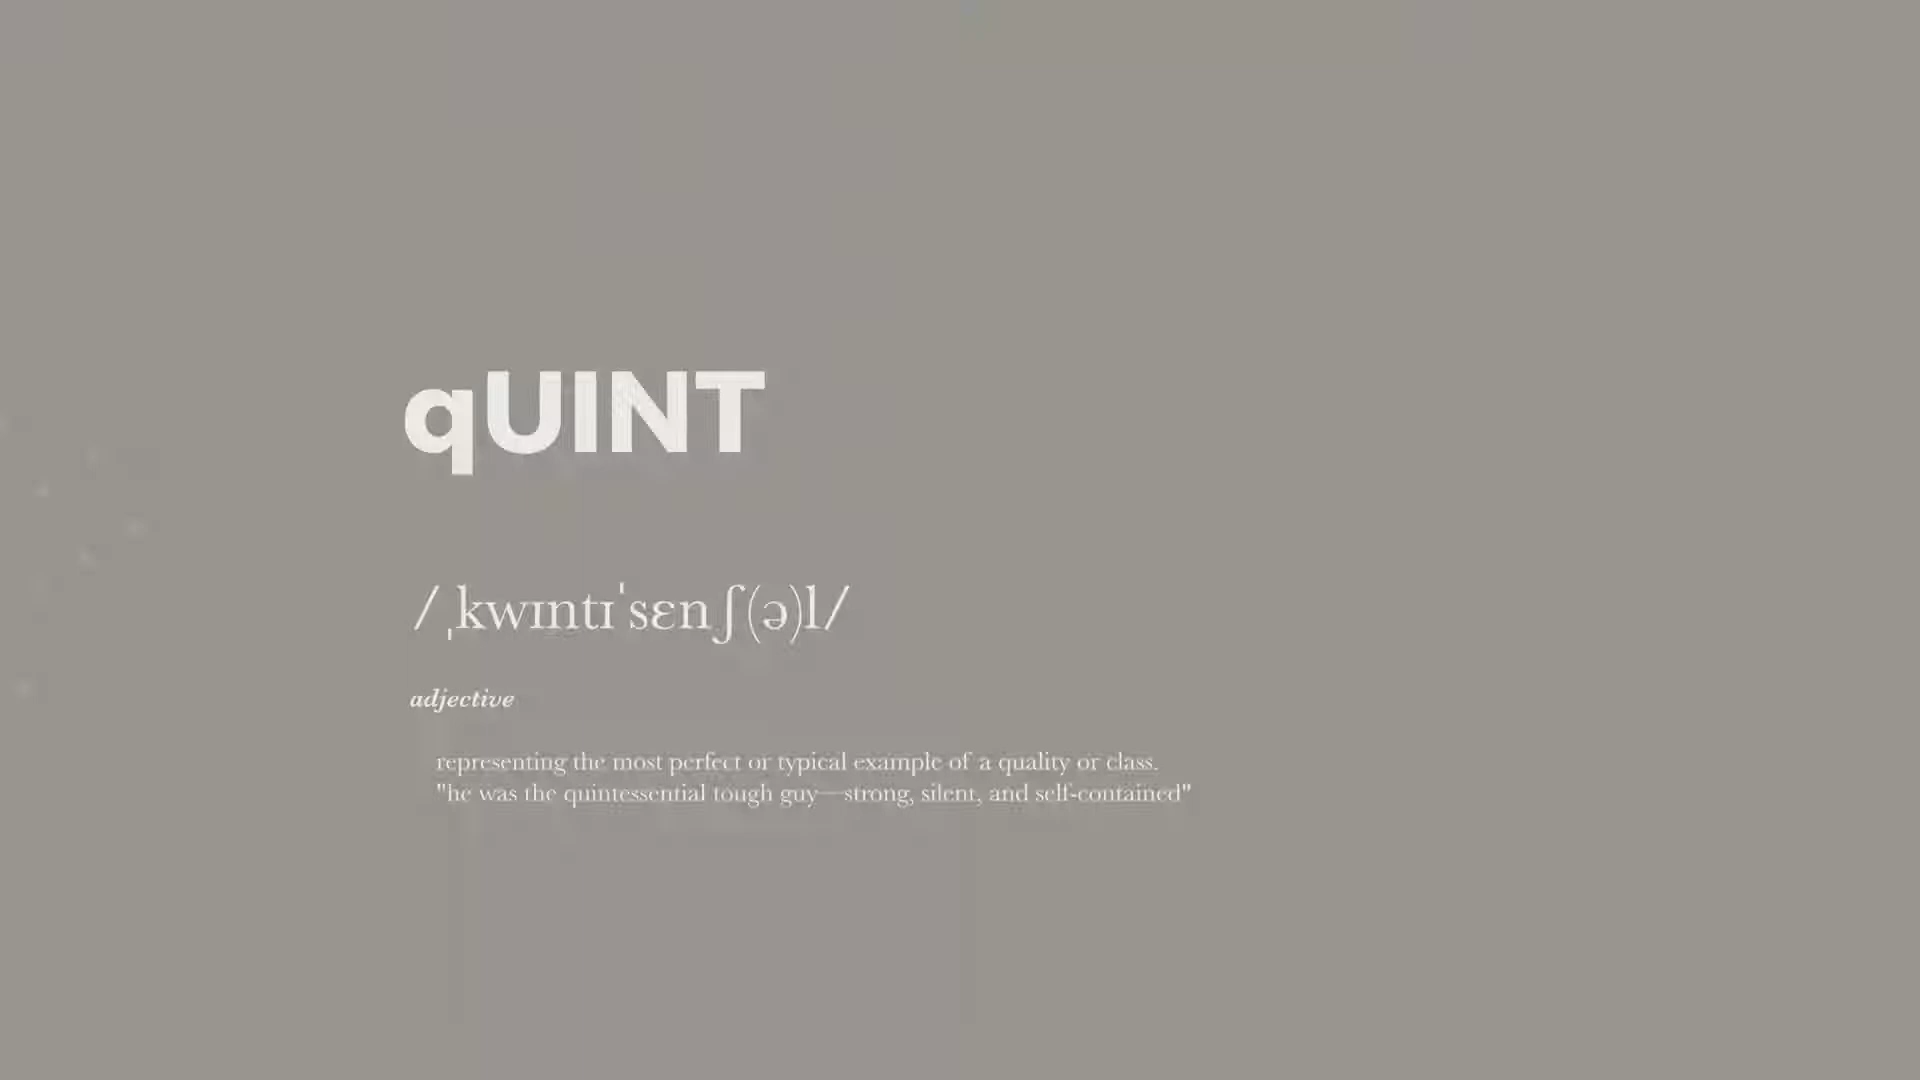 qUINT
/ˌkwɪntɪˈsɛnʃ(ə)l/
adjective
representing the most perfect or typical example of a quality or class.
"he was the quintessential tough guy—strong, silent, and self-contained"